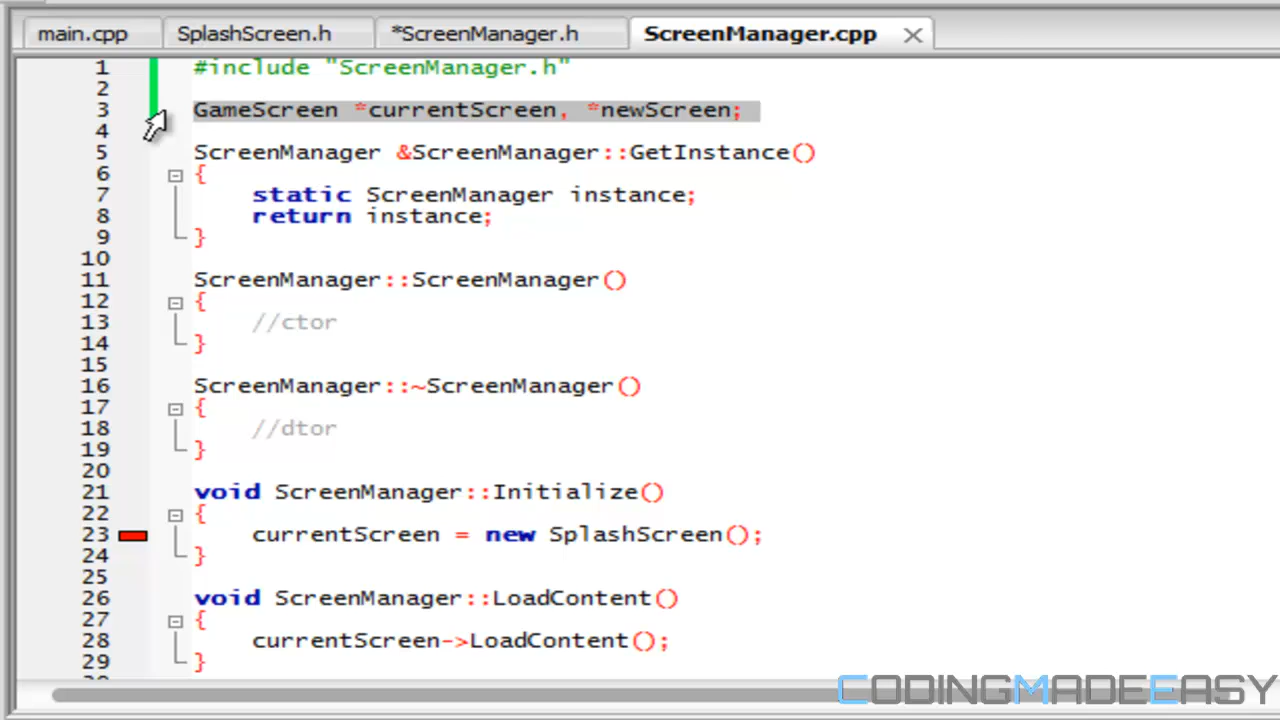 main.cpp SplashScreen.h *ScreenManager.h ScreenManager.cpp
1 #include "ScreenManager.h"
2
3 GameScreen *currentScreen, *newScreen;
4
5 ScreenManager &ScreenManager::GetInstance()
6 {
7 static ScreenManager instance;
8 return instance;
9 }
10
11 ScreenManager::ScreenManager()
12 {
13 //ctor
14 }
15
16 ScreenManager::~ScreenManager()
17 {
18 //dtor
19 }
20
21 void ScreenManager::Initialize()
22 {
23 currentScreen = new SplashScreen();
24 }
25
26 void ScreenManager::LoadContent()
27 {
28 currentScreen->LoadContent();
29 }
CODINGMADEEASY